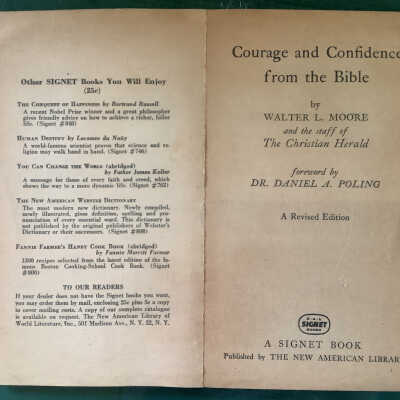 Other SIGNET Books You Will Enjoy
(25c)
THE CONQUEST OF HAPPINESS by Bertrand Russell
A recent Nobel Prize winner and a great philosopher
gives friendly advice on how to achieve a richer, fuller
life. (Signet #868)
HUMAN DESTINY by Lecomte du Noüy
A world-famous scientist proves that science and re-
ligion may walk hand in hand. (Signet #746)
YOU CAN CHANGE THE WORLD (abridged)
by Father James Keller
A message for those of every faith and creed, which
shows the way to a more dynamic life. (Signet #762)
THE NEW AMERICAN WEBSTER DICTIONARY
The most modern new dictionary. Newly compiled,
newly illustrated, gives definition, spelling and pro-
nunciation of every essential word. This dictionary is
not published by the original publishers of
Webster's Dictionary or their successors. (Signet #898)
FANNIE FARMER'S HANDY COOK BOOK (abridged)
by Fannie Merritt Farmer
1300 recipes selected from the latest edition of the fa-
mous Boston Cooking-School Cook Book. (Signet
#800)
TO OUR READERS
If your dealer does not have the Signet books you want,
you may order them by mail, enclosing 25c plus 5c a copy
to cover mailing costs. A copy of our complete catalogue
is available on request. The New American Library of
World Literature, Inc., 501 Madison Ave., N. Y. 22, N. Y.
Courage and Confidence
from the Bible
by
WALTER L. MOORE
and the staff of
The Christian Herald
foreword by
DR. DANIEL A. POLING
A Revised Edition
SIGNET
BOOKS
A SIGNET BOOK
Published by THE NEW AMERICAN LIBRARY